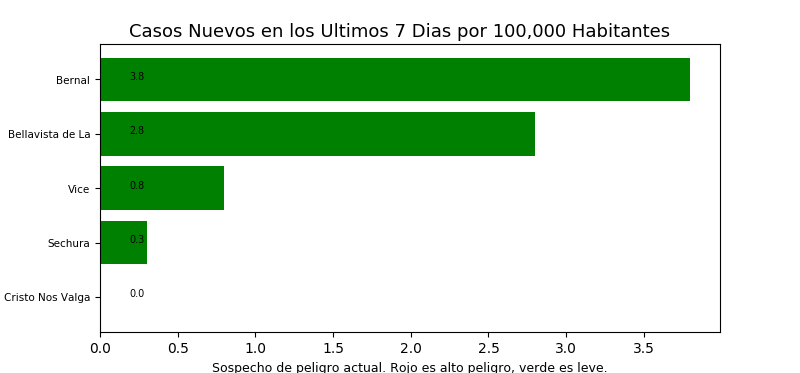 Casos Nuevos en los Ultimos 7 Dias por 100,000 Habitantes
Bernal 3.8
Bellavista de La 2.8
Vice 0.8
Sechura 0.3
Cristo Nos Valga 0.0
0.0 0.5 1.0 1.5 2.0 2.5 3.0 3.5
Sospecho de peligro actual. Rojo es alto peligro, verde es leve.